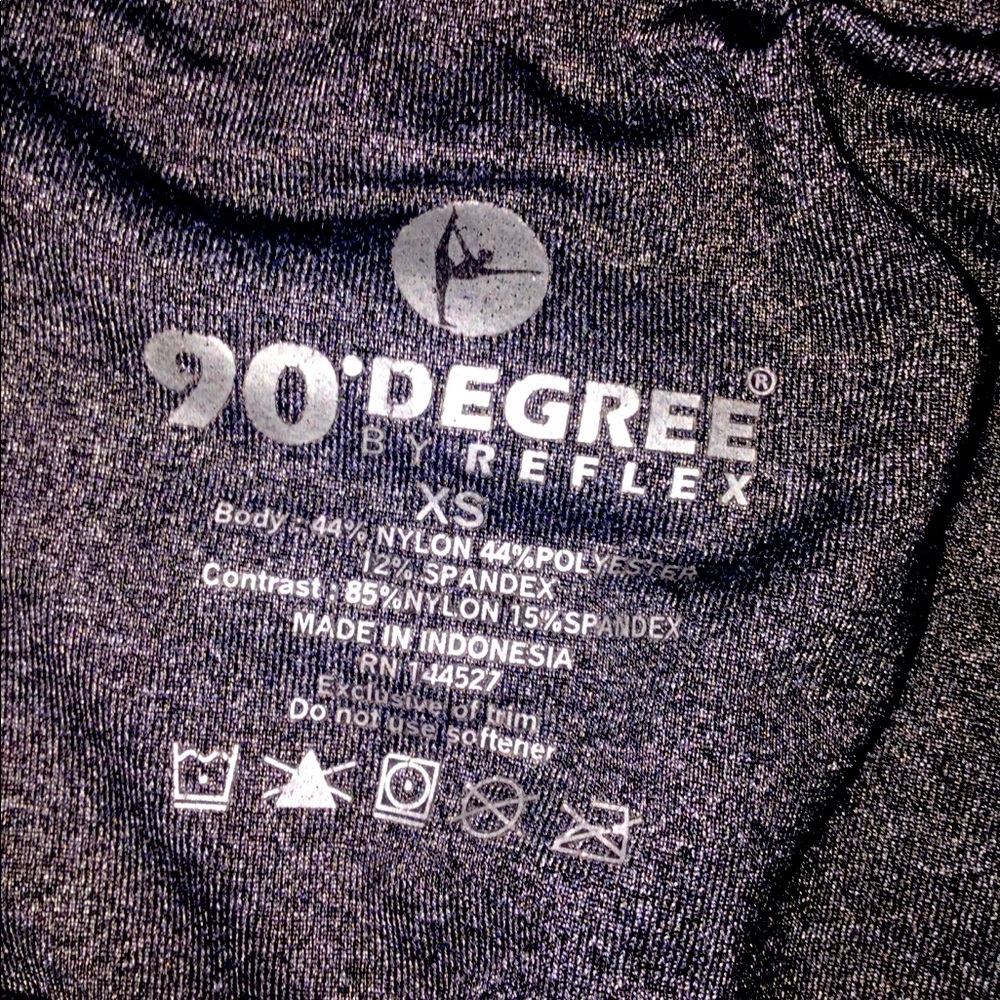 90°DEGREE®
BY REFLEX
XS
Body : 44% NYLON 44%POLYESTER
12% SPANDEX
Contrast : 85%NYLON 15%SPANDEX
MADE IN INDONESIA
RN 144527
Exclusive of trim
Do not use softener